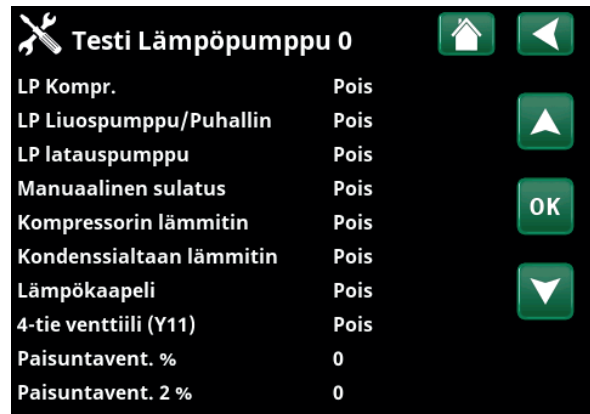 Testi Lämpöpumppu 0
LP Kompr. Pois
LP Liuospumppu/Puhallin Pois
LP latauspumppu Pois
Manuaalinen sulatus Pois
Kompressorin lämmitin Pois
OK
Kondenssialtaan lämmitin Pois
Lämpökaapeli Pois
4-tie venttiili (Y11) Pois
Paisuntavent. % 0
Paisuntavent. 2 % 0